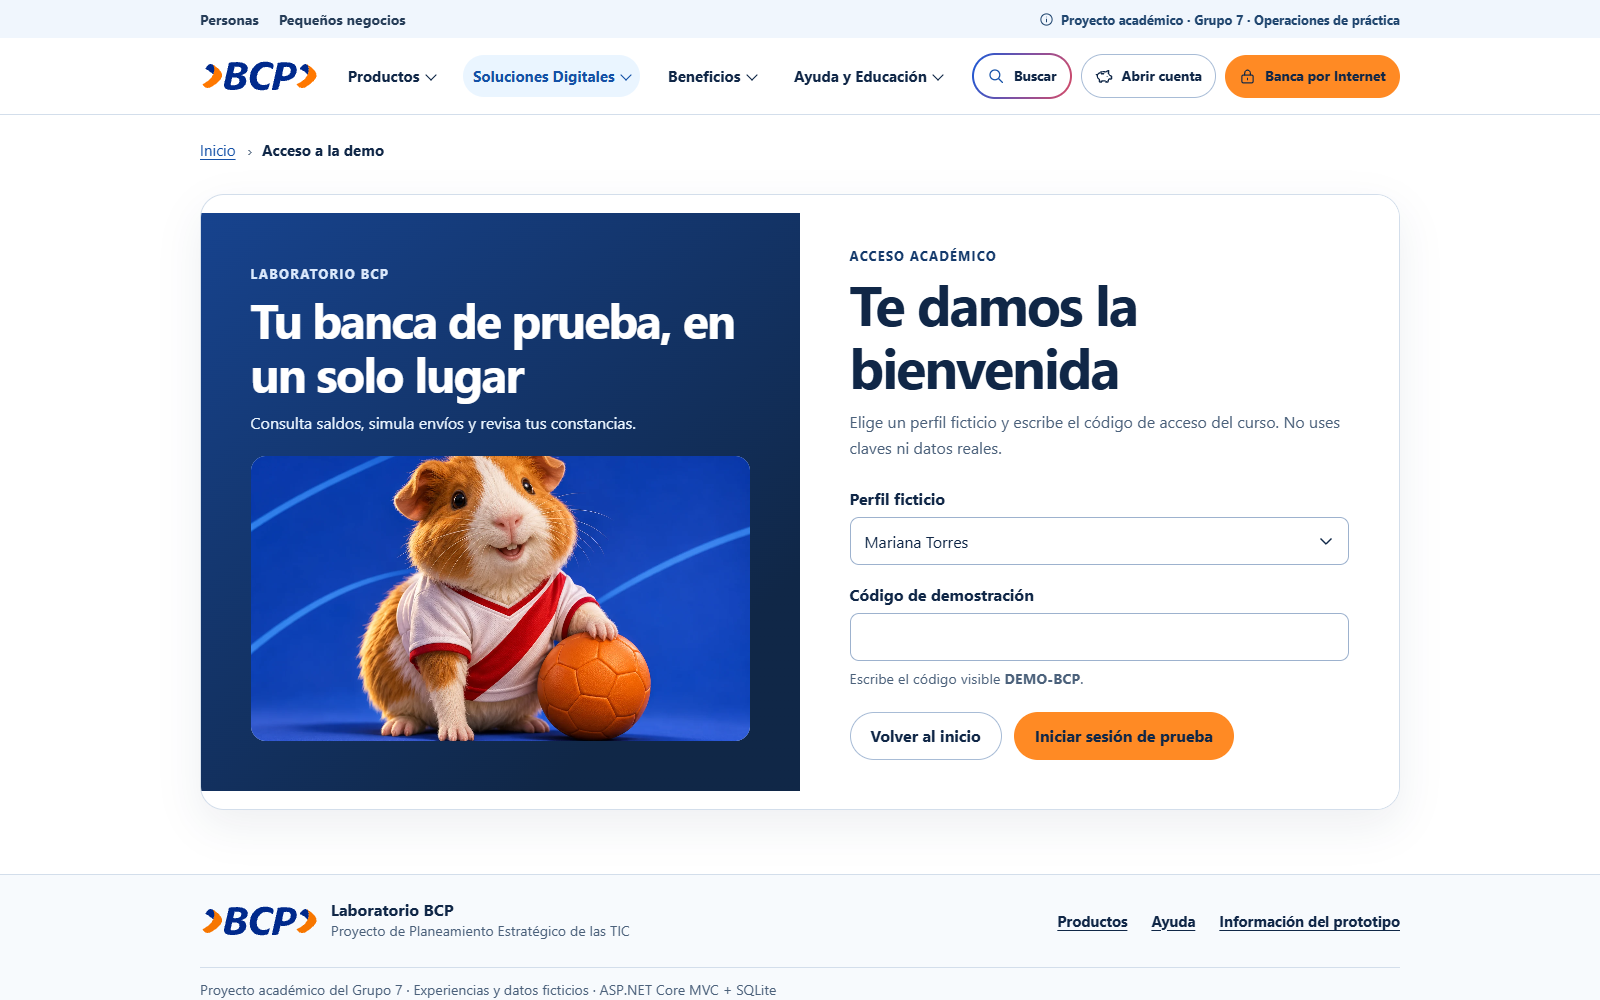 Personas
Pequeños negocios
Proyecto académico · Grupo 7 · Operaciones de práctica
BCP
Productos
Soluciones Digitales
Beneficios
Ayuda y Educación
Buscar
Abrir cuenta
Banca por Internet
Inicio › Acceso a la demo
LABORATORIO BCP
Tu banca de prueba, en
un solo lugar
Consulta saldos, simula envíos y revisa tus constancias.
ACCESO ACADÉMICO
Te damos la
bienvenida
Elige un perfil ficticio y escribe el código de acceso del curso. No uses
claves ni datos reales.
Perfil ficticio
Mariana Torres
Código de demostración
Escribe el código visible DEMO-BCP.
Volver al inicio
Iniciar sesión de prueba
BCP
Laboratorio BCP
Proyecto de Planeamiento Estratégico de las TIC
Productos
Ayuda
Información del prototipo
Proyecto académico del Grupo 7 · Experiencias y datos ficticios · ASP.NET Core MVC + SQLite